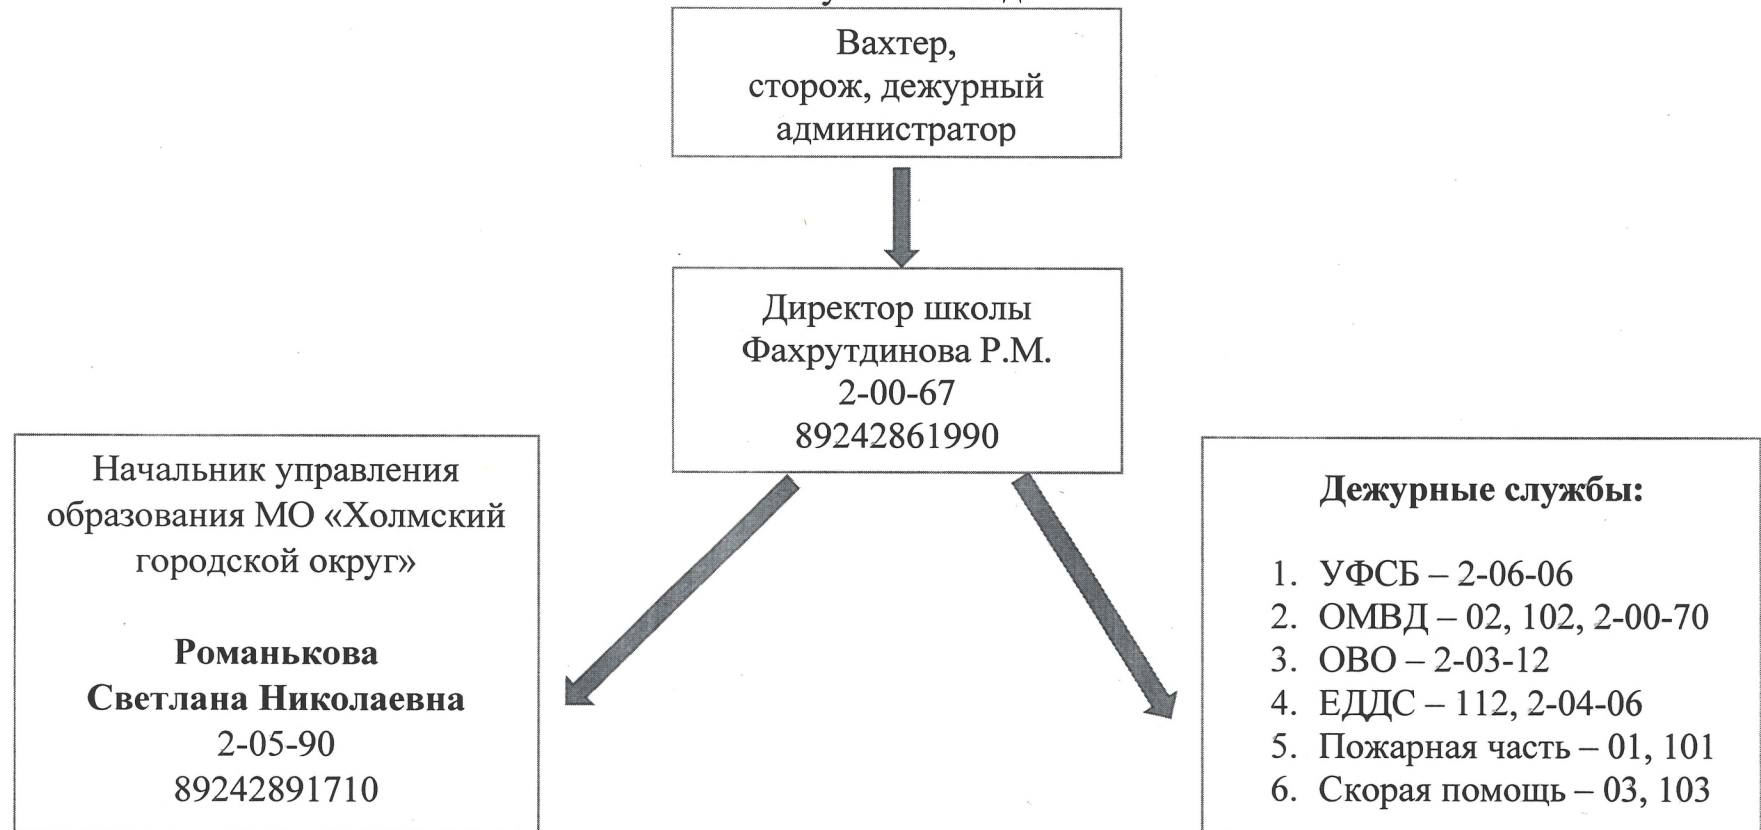 Вахтер,
сторож, дежурный
администратор
Директор школы
Фахрутдинова Р.М.
2-00-67
89242861990
Начальник управления
образования МО «Холмский
городской округ»
Романькова
Светлана Николаевна
2-05-90
89242891710
Дежурные службы:
1. УФСБ – 2-06-06
2. ОМВД – 02, 102, 2-00-70
3. ОВО – 2-03-12
4. ЕДДС – 112, 2-04-06
5. Пожарная часть – 01, 101
6. Скорая помощь – 03, 103